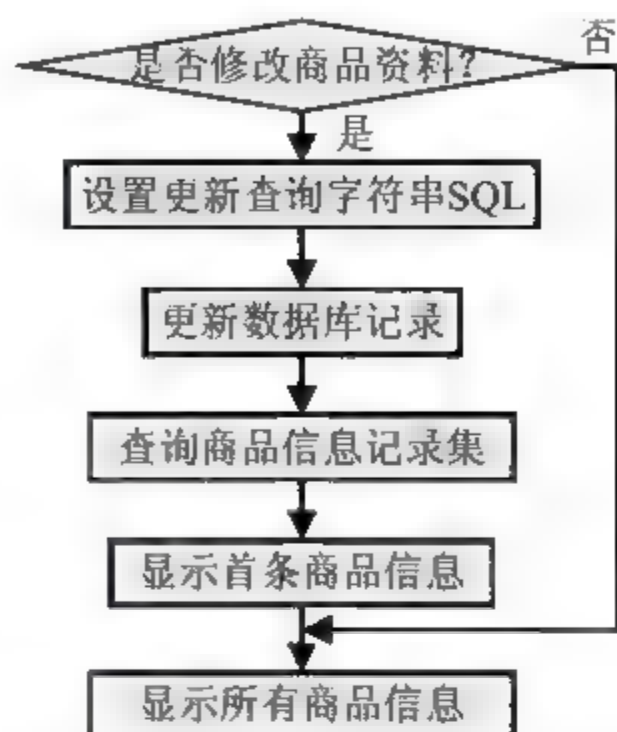 否
是否修改商品资料?
是
设置更新查询字符串SQL
更新数据库记录
查询商品信息记录集
显示首条商品信息
显示所有商品信息